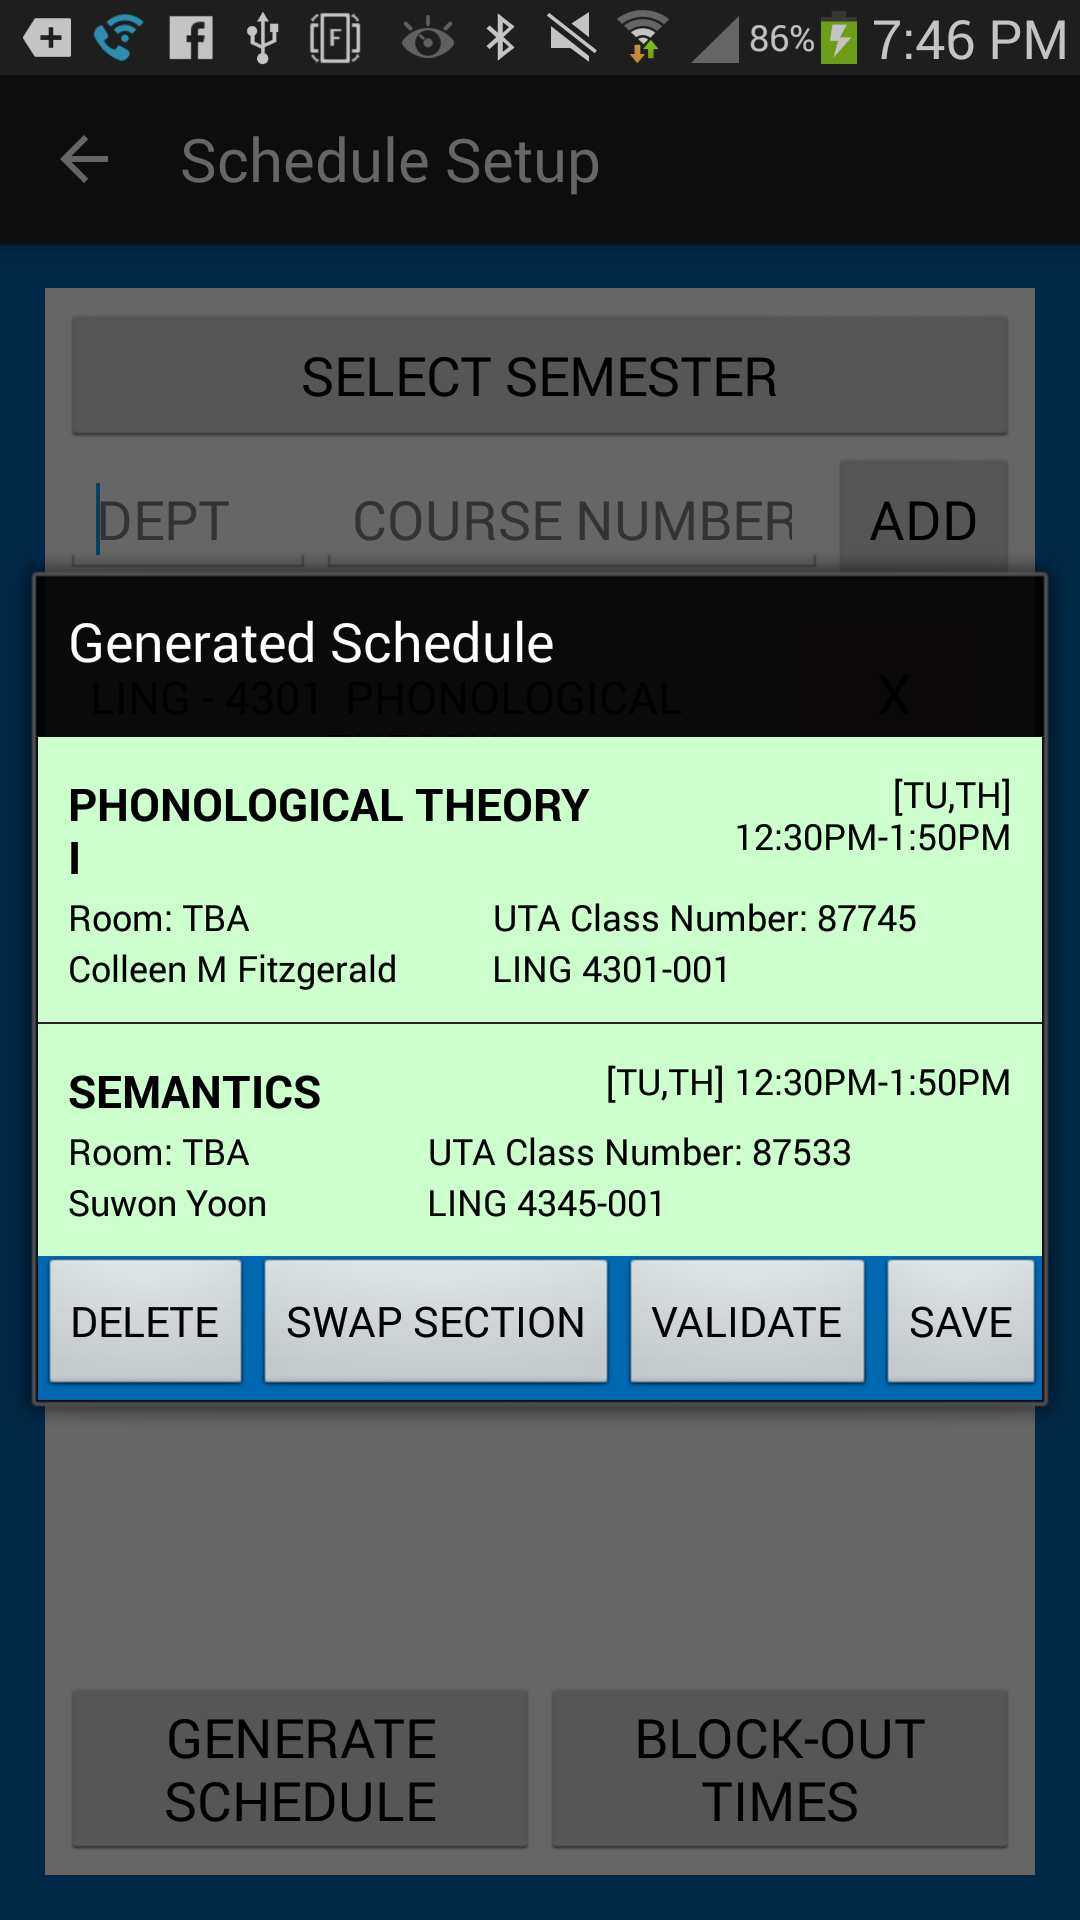 86% 7:46 PM
Schedule Setup
SELECT SEMESTER
DEPT COURSE NUMBER ADD
Generated Schedule
LING - 4301 PHONOLOGICAL X
PHONOLOGICAL THEORY
I
[TU,TH]
12:30PM-1:50PM
Room: TBA UTA Class Number: 87745
Colleen M Fitzgerald LING 4301-001
SEMANTICS [TU,TH] 12:30PM-1:50PM
Room: TBA UTA Class Number: 87533
Suwon Yoon LING 4345-001
DELETE SWAP SECTION VALIDATE SAVE
GENERATE
SCHEDULE
BLOCK-OUT
TIMES